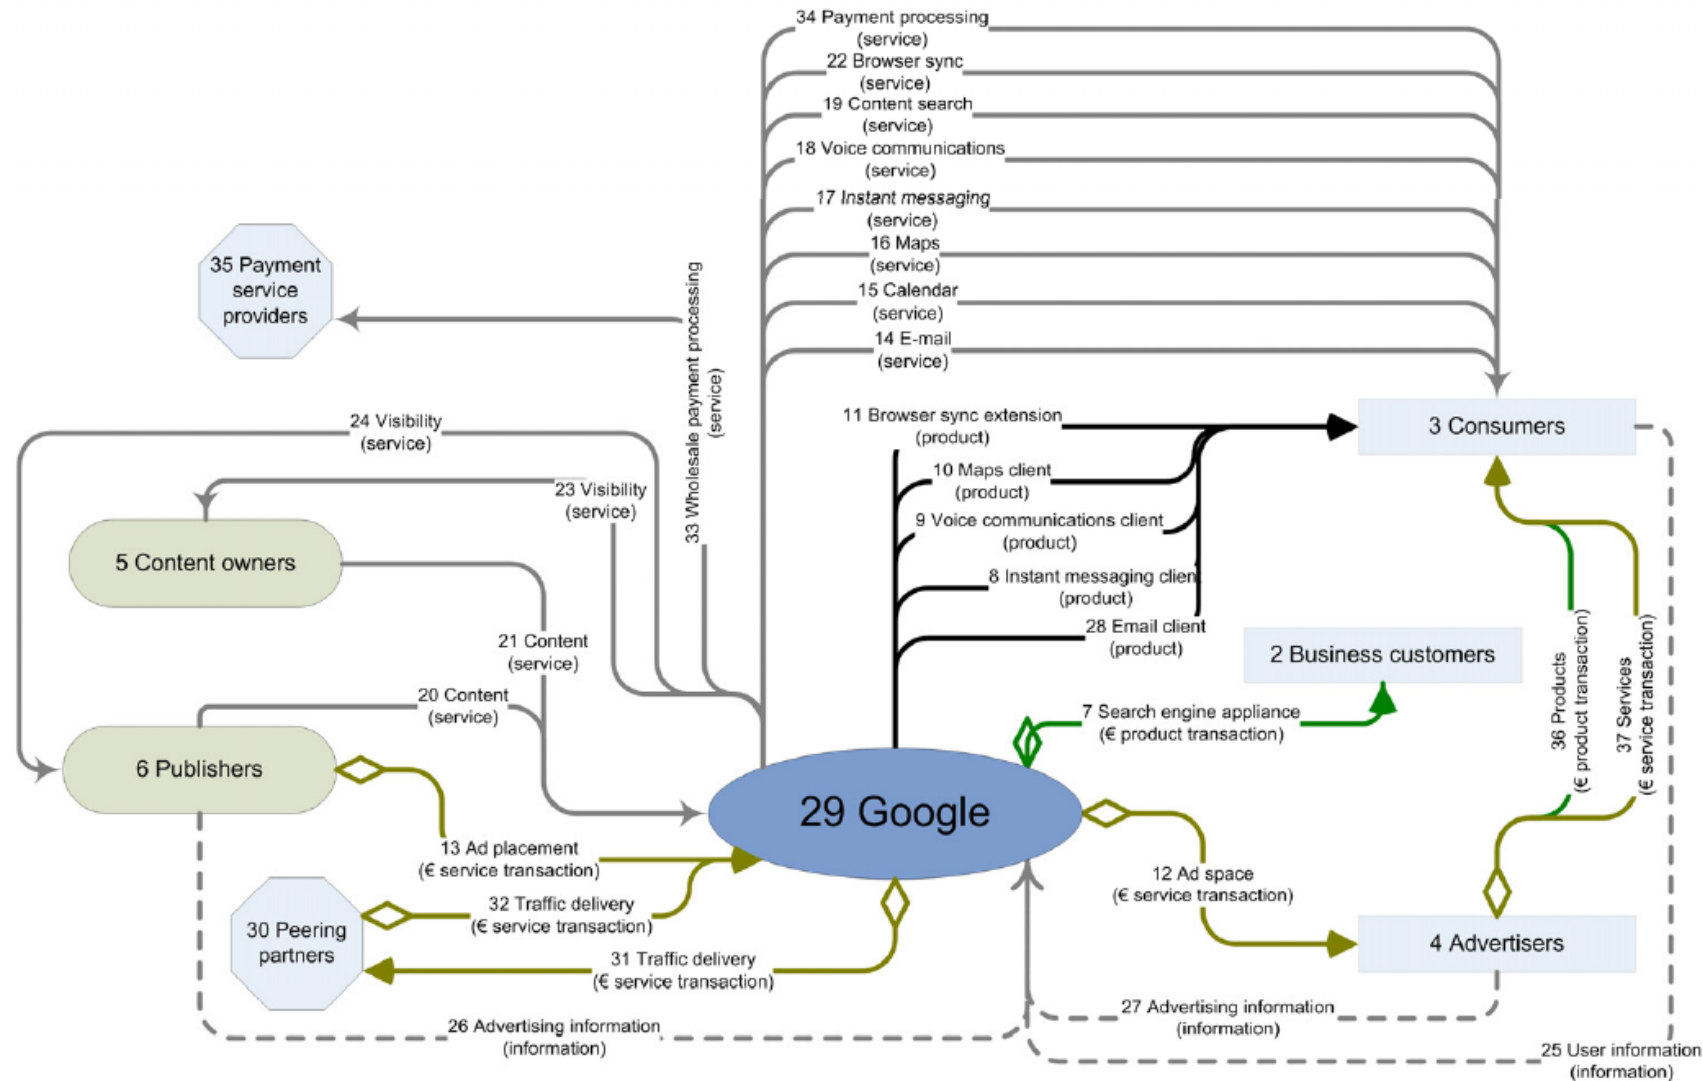 34 Payment processing
(service)
22 Browser sync
(service)
19 Content search
(service)
18 Voice communications
(service)
17 Instant messaging
(service)
16 Maps
(service)
15 Calendar
(service)
14 E-mail
(service)
35 Payment
service
providers
33 Wholesale payment processing
(service)
24 Visibility
(service)
23 Visibility
(service)
11 Browser sync extension
(product)
3 Consumers
10 Maps client
(product)
9 Voice communications client
(product)
8 Instant messaging client
(product)
28 Email client
(product)
5 Content owners
21 Content
(service)
20 Content
(service)
2 Business customers
7 Search engine appliance
(€ product transaction)
36 Products
(€ product transaction)
37 Services
(€ service transaction)
6 Publishers
29 Google
13 Ad placement
(€ service transaction)
12 Ad space
(€ service transaction)
32 Traffic delivery
(€ service transaction)
30 Peering
partners
4 Advertisers
31 Traffic delivery
(€ service transaction)
27 Advertising information
(information)
26 Advertising information
(information)
25 User information
(information)